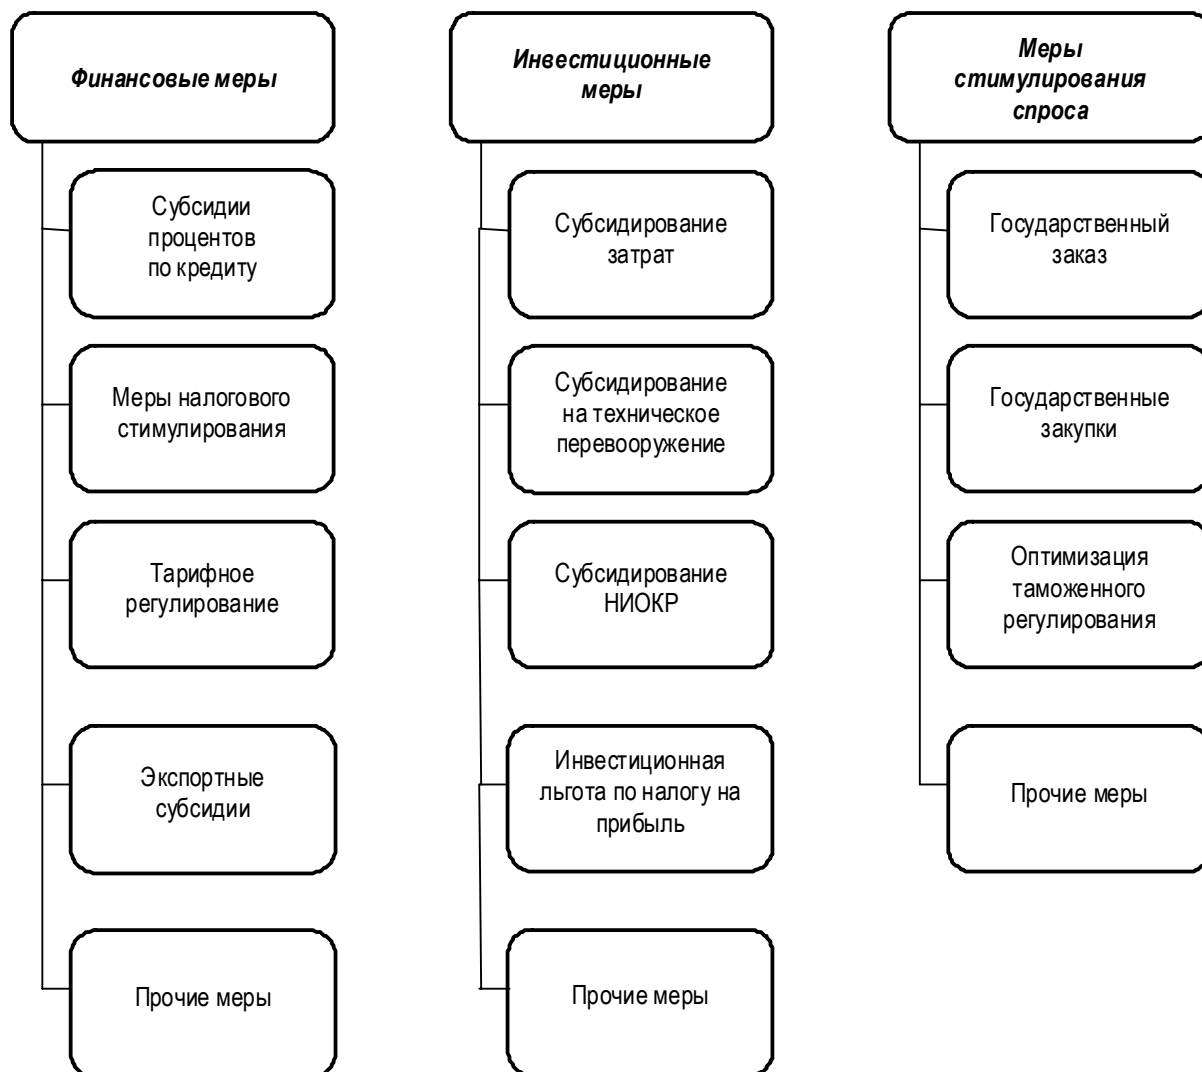 Финансовые меры
Субсидии
процентов
по кредиту
Меры налогового
стимулирования
Тарифное
регулирование
Экспортные
субсидии
Прочие меры
Инвестиционные
меры
Субсидирование
затрат
Субсидирование
на техническое
перевооружение
Субсидирование
НИОКР
Инвестиционная
льгота по налогу на
прибыль
Прочие меры
Меры
стимулирования
спроса
Государственный
заказ
Государственные
закупки
Оптимизация
таможенного
регулирования
Прочие меры